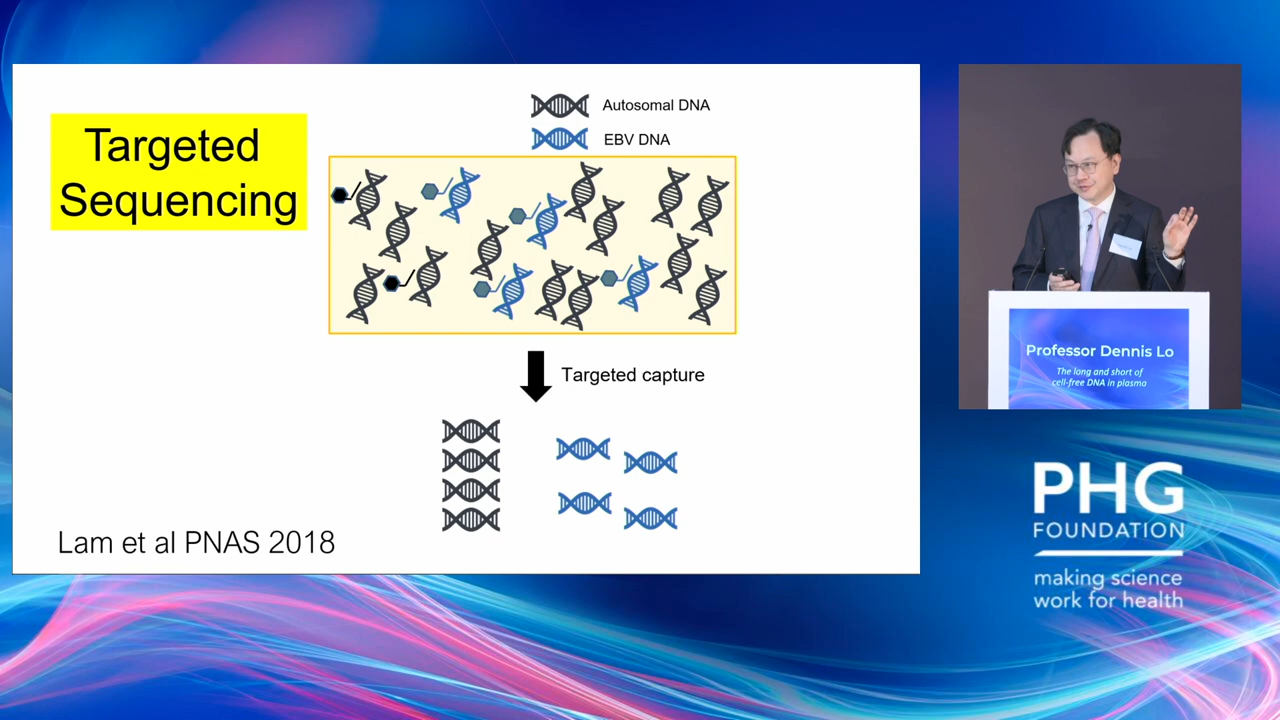 Targeted
Sequencing
Autosomal DNA
EBV DNA
Targeted capture
Lam et al PNAS 2018
Professor Dennis Lo
The long and short of
cell-free DNA in plasma
PHG
FOUNDATION
making science
work for health